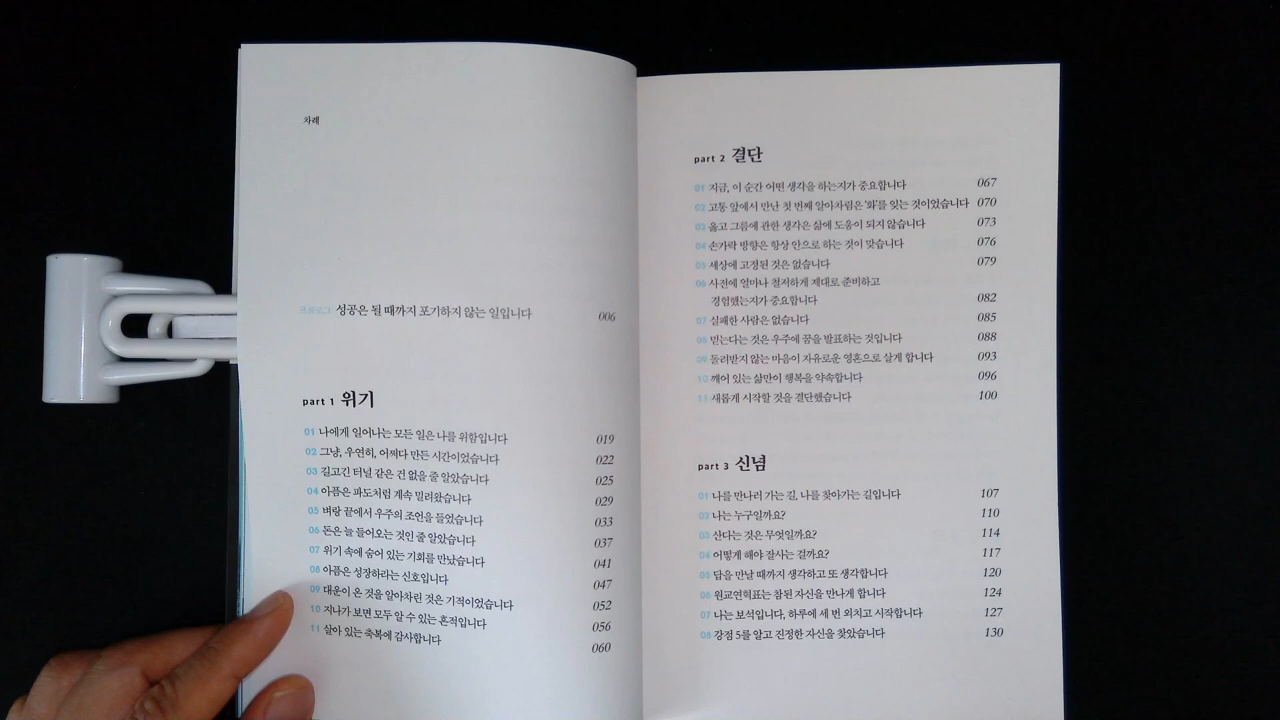 차례
프롤로그 성공은 될 때까지 포기하지 않는 일입니다 006
part 1 위기
01 나에게 일어나는 모든 일은 나를 위함입니다 019
02 그냥, 우연히, 어쩌다 만든 시간이었습니다 022
03 길고긴 터널 같은 건 없을 줄 알았습니다 025
04 아픔은 파도처럼 계속 밀려왔습니다 029
05 벼랑 끝에서 우주의 조언을 들었습니다 033
06 돈은 늘 들어오는 것인 줄 알았습니다 037
07 위기 속에 숨어 있는 기회를 만났습니다 041
08 아픔은 성장하라는 신호입니다 047
09 대운이 온 것을 알아차린 것은 기적이었습니다 052
10 지나가 보면 모두 알 수 있는 흔적입니다 056
11 살아 있는 축복에 감사합니다 060
part 2 결단
01 지금, 이 순간 어떤 생각을 하는지가 중요합니다 067
02 고통 앞에서 만난 첫 번째 알아차림은 '화'를 잊는 것이었습니다 070
03 옳고 그름에 관한 생각은 삶에 도움이 되지 않습니다 073
04 손가락 방향은 항상 안으로 하는 것이 맞습니다 076
05 세상에 고정된 것은 없습니다 079
06 사전에 얼마나 철저하게 제대로 준비하고
경험했는지가 중요합니다 082
07 실패한 사람은 없습니다 085
08 믿는다는 것은 우주에 꿈을 발표하는 것입니다 088
09 돌려받지 않는 마음이 자유로운 영혼으로 살게 합니다 093
10 깨어 있는 삶만이 행복을 약속합니다 096
11 새롭게 시작할 것을 결단했습니다 100
part 3 신념
01 나를 만나러 가는 길, 나를 찾아가는 길입니다 107
02 나는 누구일까요? 110
03 산다는 것은 무엇일까요? 114
04 어떻게 해야 잘사는 걸까요? 117
05 답을 만날 때까지 생각하고 또 생각합니다 120
06 원교연혁표는 참된 자신을 만나게 합니다 124
07 나는 보석입니다, 하루에 세 번 외치고 시작합니다 127
08 강점 5를 알고 진정한 자신을 찾았습니다 130